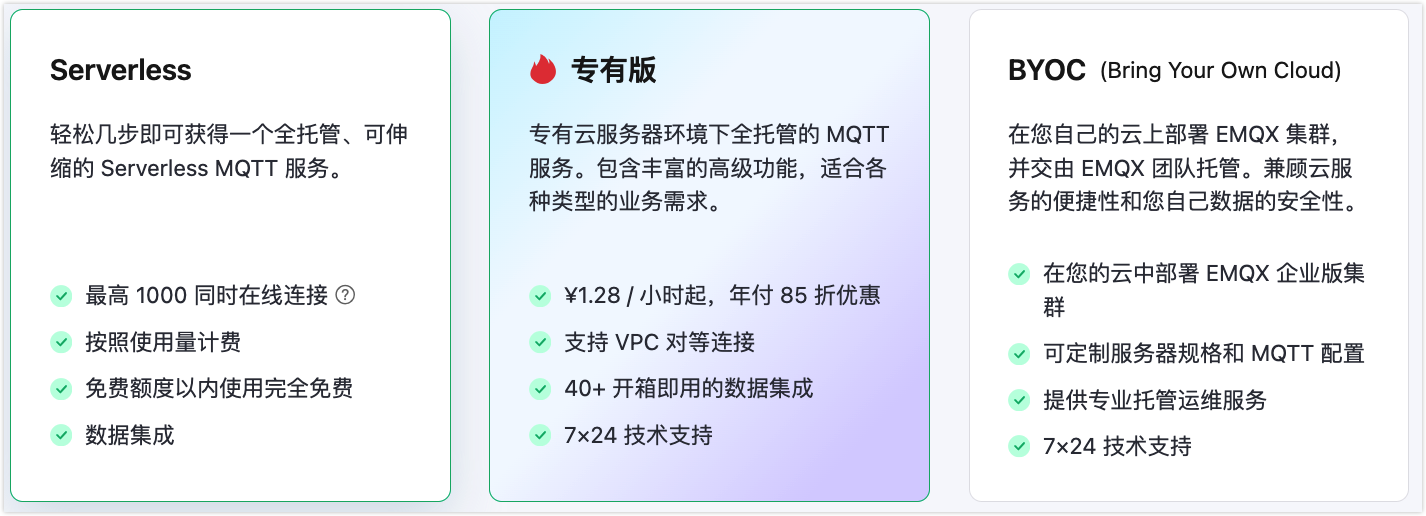 Serverless
轻松几步即可获得一个全托管、可伸
缩的 Serverless MQTT 服务。
最高 1000 同时在线连接
按照使用量计费
免费额度以内使用完全免费
数据集成
专有版
专有云服务器环境下全托管的 MQTT
服务。包含丰富的高级功能，适合各
种类型的业务需求。
¥1.28 / 小时起，年付 85 折优惠
支持 VPC 对等连接
40+ 开箱即用的数据集成
7×24 技术支持
BYOC (Bring Your Own Cloud)
在您自己的云上部署 EMQX 集群，
并交由 EMQX 团队托管。兼顾云服
务的便捷性和您自己数据的安全性。
在您的云中部署 EMQX 企业版集
群
可定制服务器规格和 MQTT 配置
提供专业托管运维服务
7×24 技术支持